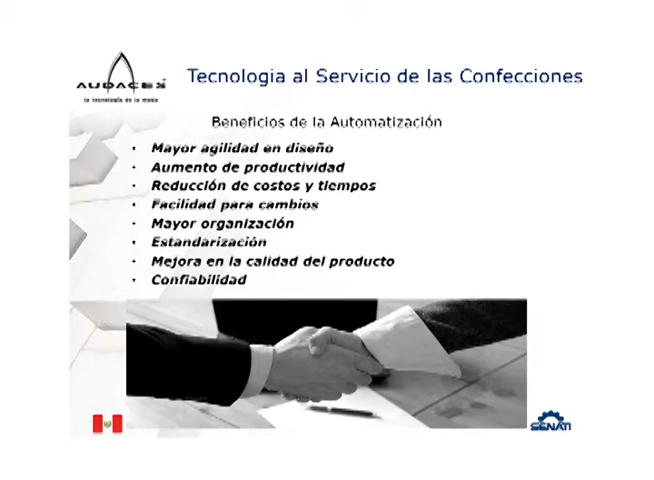 AUDACES
la tecnología de la moda
Tecnologia al Servicio de las Confecciones
Beneficios de la Automatización
• Mayor agilidad en diseño
• Aumento de productividad
• Reducción de costos y tiempos
• Facilidad para cambios
• Mayor organización
• Estandarización
• Mejora en la calidad del producto
• Confiabilidad
SENATI